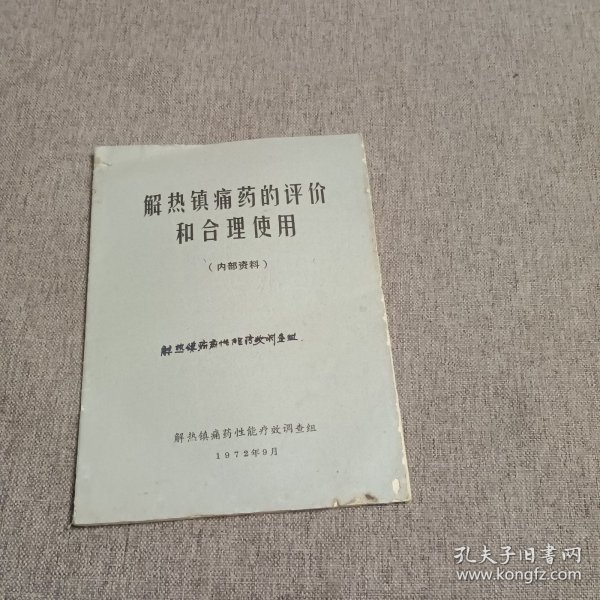 解热镇痛药的评价
和合理使用
（内部资料）
解热镇痛药性能疗效调查组
解热镇痛药性能疗效调查组
1972年9月
孔夫子旧书网
www.kongfz.com